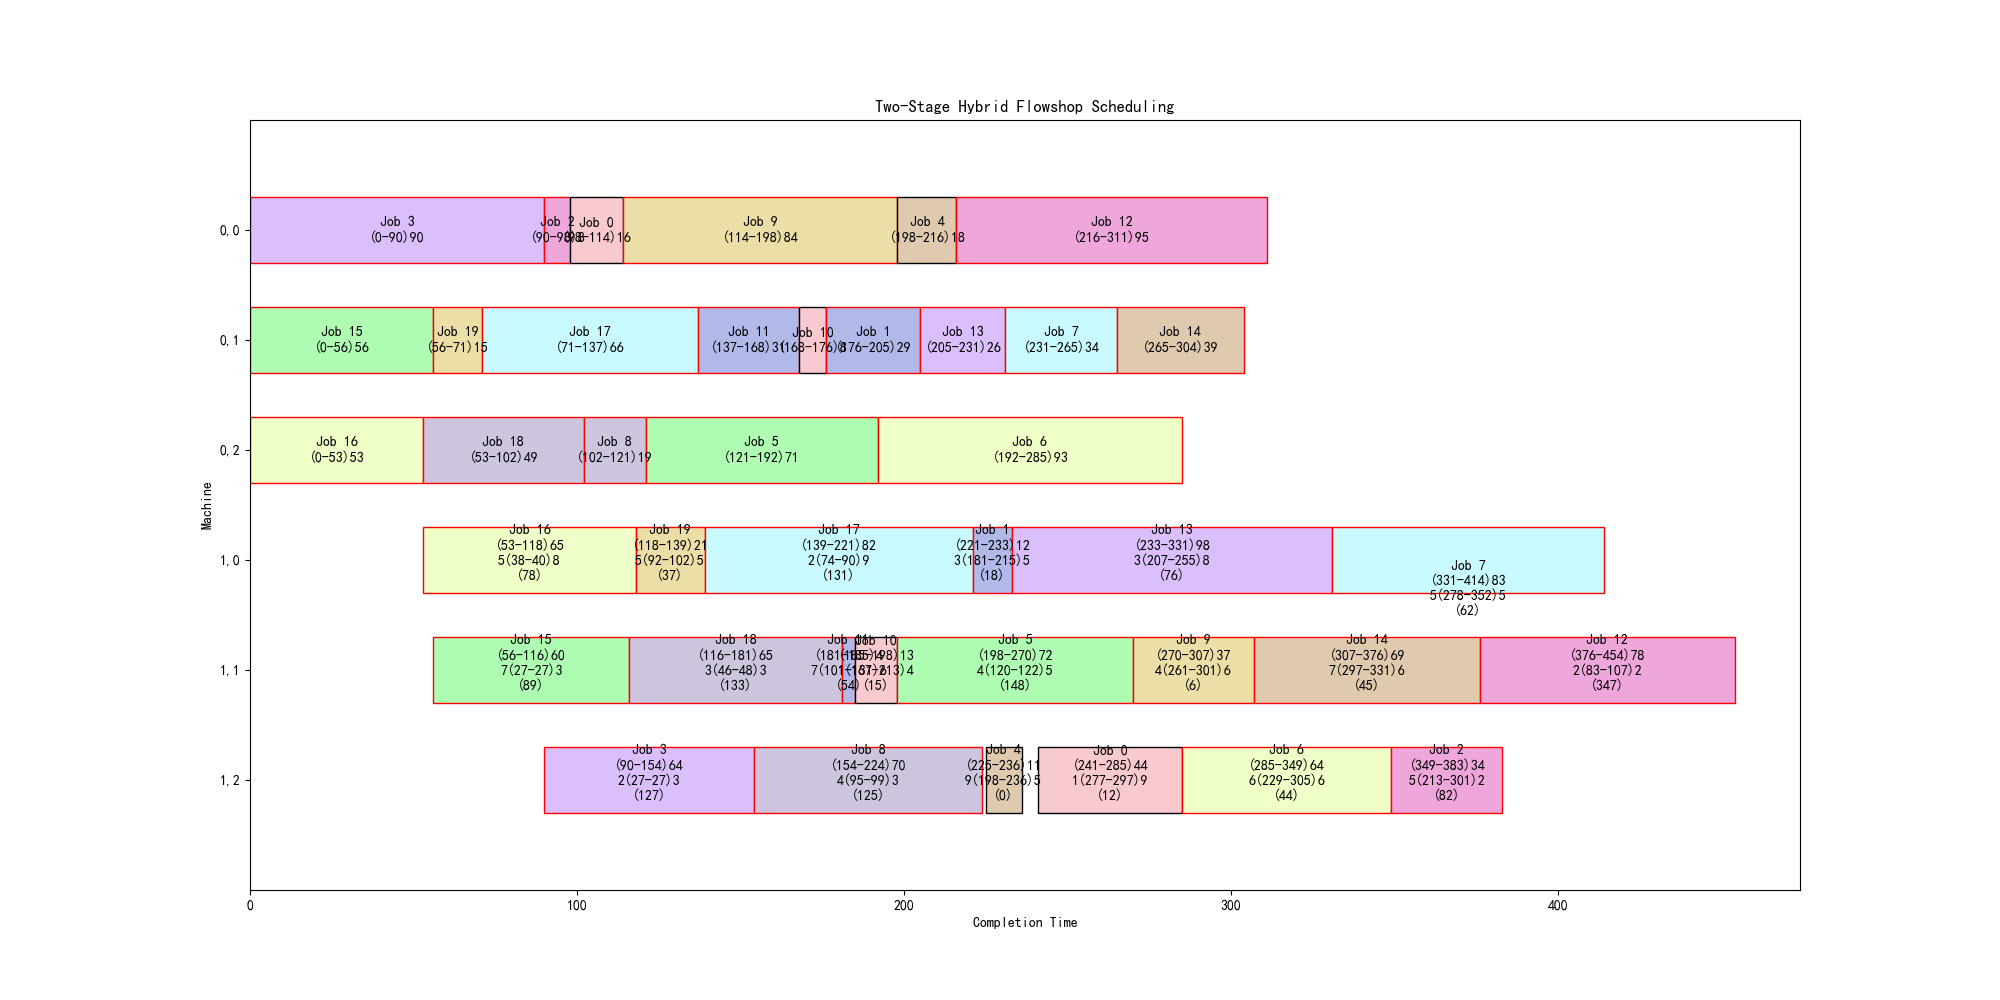 Two-Stage Hybrid Flowshop Scheduling
Machine
0,0
Job 3
(0-90)90
Job 2
(90-98)8
Job 0
(98-114)16
Job 9
(114-198)84
Job 4
(198-216)18
Job 12
(216-311)95
0,1
Job 15
(0-56)56
Job 19
(56-71)15
Job 17
(71-137)66
Job 11
(137-168)31
Job 10
(168-176)8
Job 1
(176-205)29
Job 13
(205-231)26
Job 7
(231-265)34
Job 14
(265-304)39
0,2
Job 16
(0-53)53
Job 18
(53-102)49
Job 8
(102-121)19
Job 5
(121-192)71
Job 6
(192-285)93
1,0
Job 16
(53-118)65
5(38-40)8
(78)
Job 19
(118-139)21
5(92-102)5
(37)
Job 17
(139-221)82
2(74-90)9
(131)
Job 1
(221-233)12
3(181-215)5
(18)
Job 13
(233-331)98
3(207-255)8
(76)
Job 7
(331-414)83
5(278-352)5
(62)
1,1
Job 15
(56-116)60
7(27-27)3
(89)
Job 18
(116-181)65
3(46-48)3
(133)
Job 11
(181-185)4
(54)
Job 10
(185-198)13
(15)
Job 5
(198-270)72
4(120-122)5
(148)
Job 9
(270-307)37
4(261-301)6
(6)
Job 14
(307-376)69
7(297-331)6
(45)
Job 12
(376-454)78
2(83-107)2
(347)
1,2
Job 3
(90-154)64
2(27-27)3
(127)
Job 8
(154-224)70
4(95-99)3
(125)
Job 4
(225-236)11
9(198-236)5
(0)
Job 0
(241-285)44
1(277-297)9
(12)
Job 6
(285-349)64
6(229-305)6
(44)
Job 2
(349-383)34
5(213-301)2
(82)
0
100
200
300
400
Completion Time